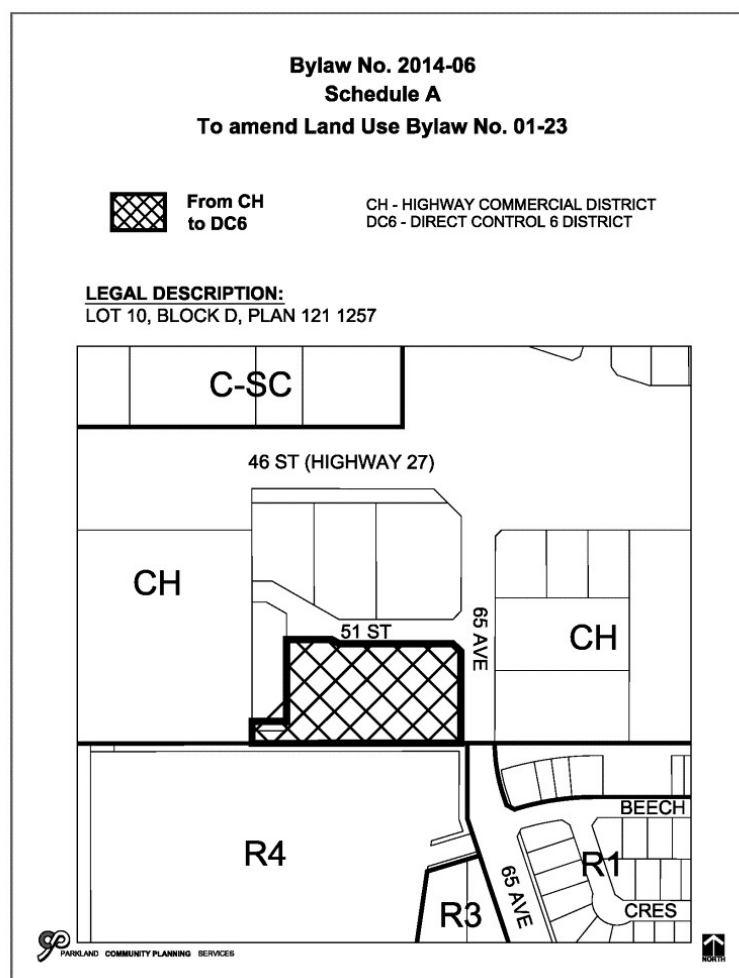 Bylaw No. 2014-06
Schedule A
To amend Land Use Bylaw No. 01-23
From CH
to DC6
CH - HIGHWAY COMMERCIAL DISTRICT
DC6 - DIRECT CONTROL 6 DISTRICT
LEGAL DESCRIPTION:
LOT 10, BLOCK D, PLAN 121 1257
C-SC
46 ST (HIGHWAY 27)
CH
51 ST
65 AVE
CH
BEECH
R4
R1
65 AVE
R3
CRES
PARKLAND COMMUNITY PLANNING SERVICES
NORTH